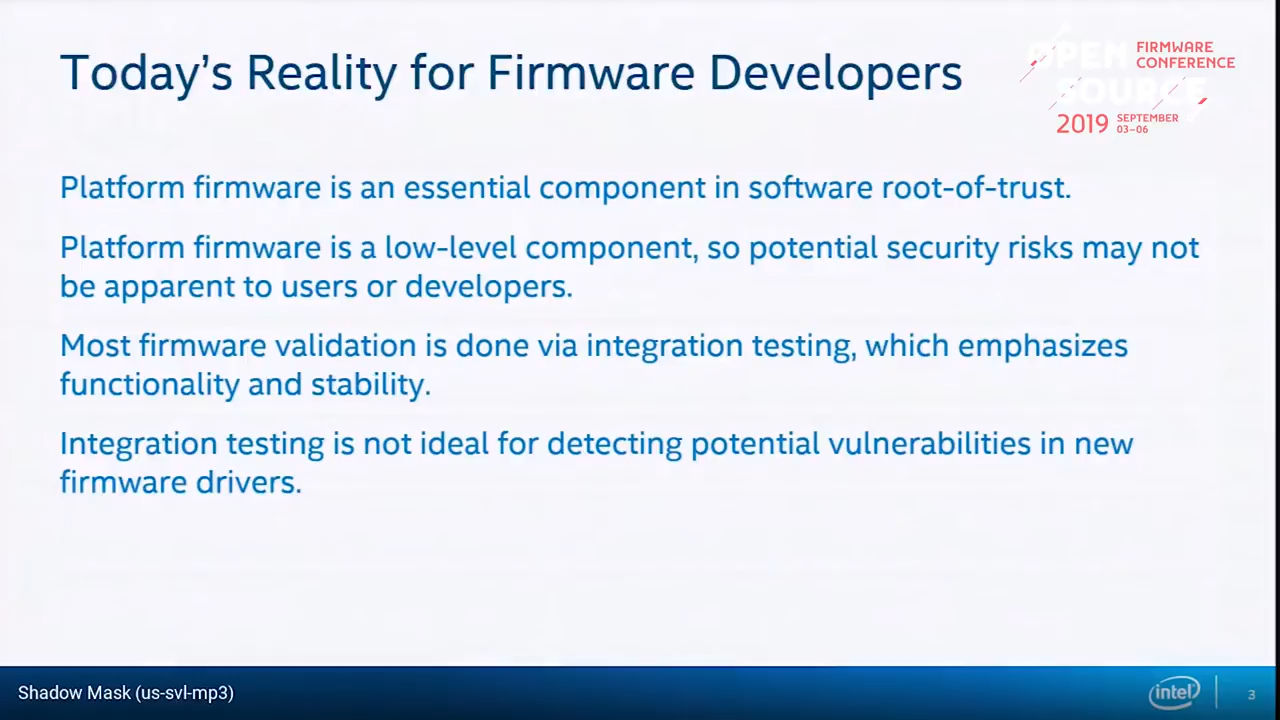 Today's Reality for Firmware Developers
OPEN SOURCE
FIRMWARE
CONFERENCE
2019
SEPTEMBER
03–06
Platform firmware is an essential component in software root-of-trust.
Platform firmware is a low-level component, so potential security risks may not
be apparent to users or developers.
Most firmware validation is done via integration testing, which emphasizes
functionality and stability.
Integration testing is not ideal for detecting potential vulnerabilities in new
firmware drivers.
Shadow Mask (us-svl-mp3)
intel
3